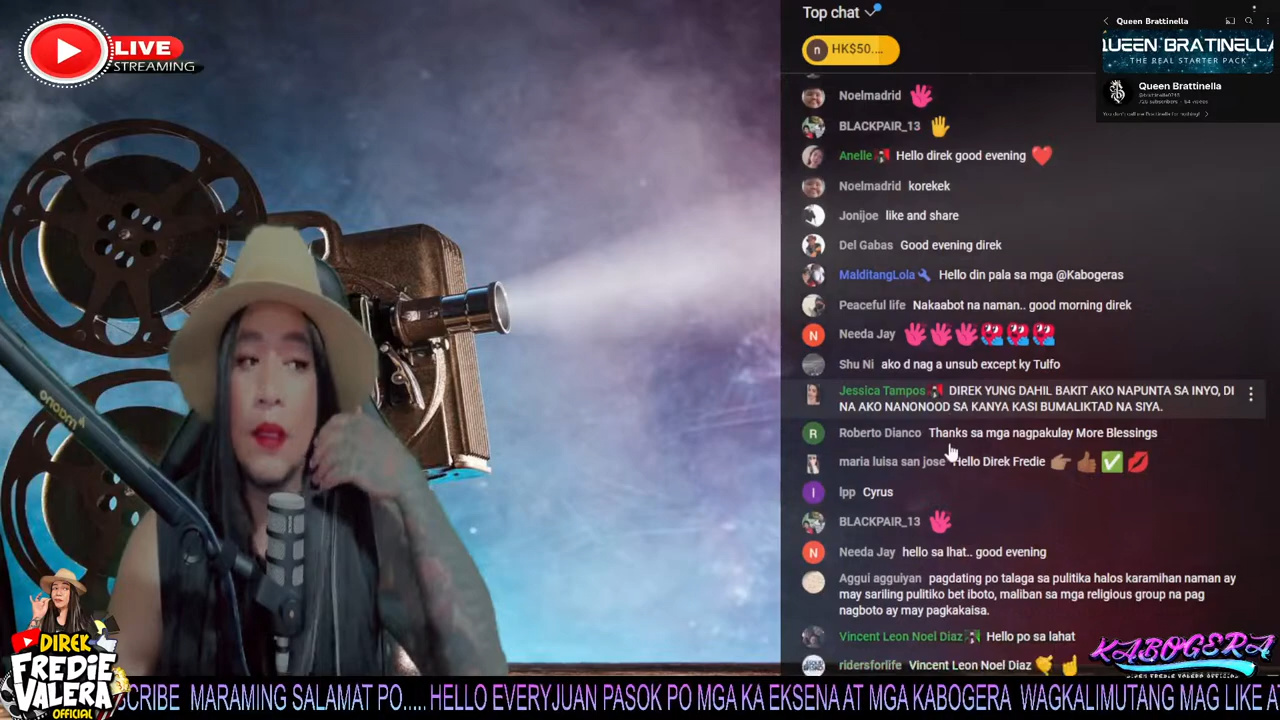 LIVE
STREAMING
Top chat
n HK$50....
Queen Brattinella
QUEEN BRATINELLA
THE REAL STARTER PACK
Queen Brattinella
Noelmadrid
BLACKPAIR_13
Anelle Hello direk good evening
Noelmadrid korekek
Jonijoe like and share
Del Gabas Good evening direk
MalditangLola Hello din pala sa mga @Kabogeras
Peaceful life Nakaabot na naman.. good morning direk
N Needa Jay
Shu Ni ako d nag a unsub except ky Tulfo
Jessica Tampos DIREK YUNG DAHIL BAKIT AKO NAPUNTA SA INYO, DI
NA AKO NANONOOD SA KANYA KASI BUMALIKTAD NA SIYA.
R Roberto Dianco Thanks sa mga nagpakulay More Blessings
maria luisa san jose Hello Direk Fredie
I Ipp Cyrus
BLACKPAIR_13
N Needa Jay hello sa lhat.. good evening
Aggui agguiyan pagdating po talaga sa pulitika halos karamihan naman ay
may sariling pulitiko bet iboto, maliban sa mga religious group na pag
nagboto ay may pagkakaisa.
Vincent Leon Noel Diaz Hello po sa lahat
ridersforlife Vincent Leon Noel Diaz
maono
DIREK
FREDIE
VALERA
OFFICIAL
KABOGERA
DIREK FREDIE VALERA OFFICIAL
SCRIBE MARAMING SALAMAT PO..... HELLO EVERYJUAN PASOK PO MGA KA EKSENA AT MGA KABOGERA WAGKALIMUTANG MAG LIKE A